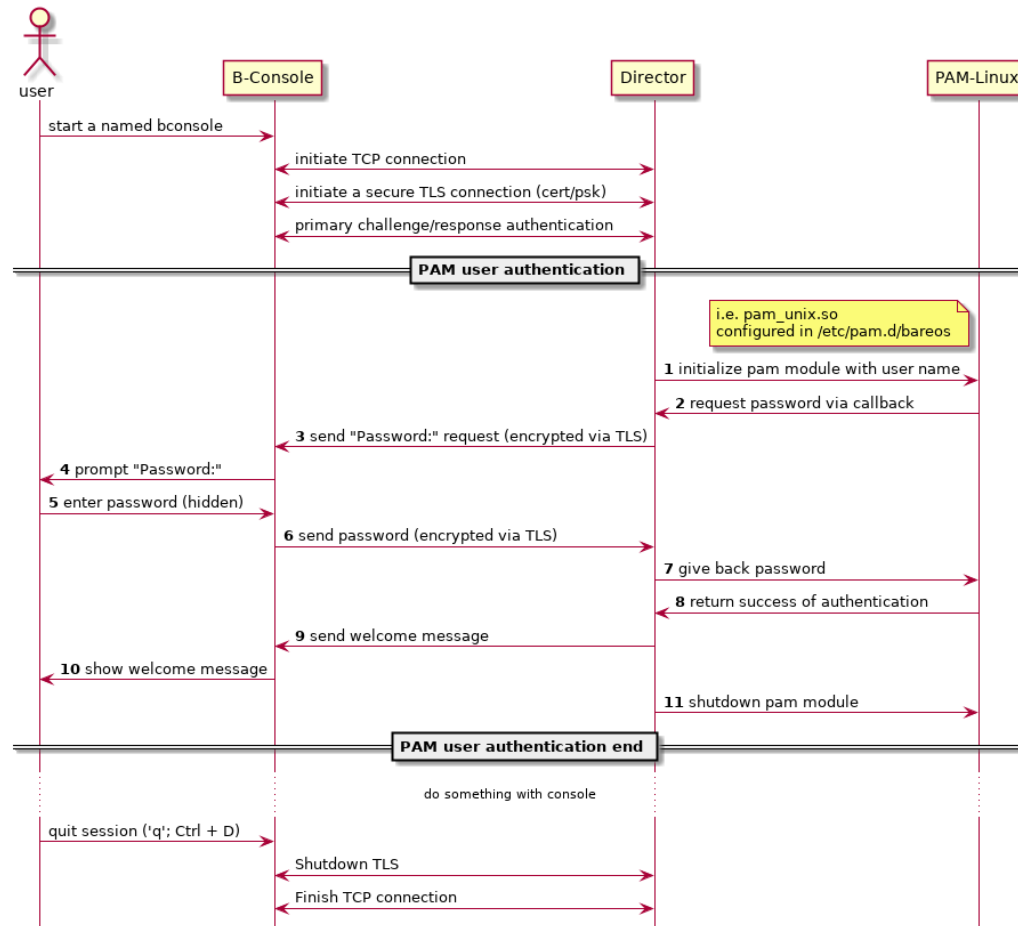 user
B-Console
Director
PAM-Linux
start a named bconsole
initiate TCP connection
initiate a secure TLS connection (cert/psk)
primary challenge/response authentication
PAM user authentication
i.e. pam_unix.so
configured in /etc/pam.d/bareos
1 initialize pam module with user name
2 request password via callback
3 send "Password:" request (encrypted via TLS)
4 prompt "Password:"
5 enter password (hidden)
6 send password (encrypted via TLS)
7 give back password
8 return success of authentication
9 send welcome message
10 show welcome message
11 shutdown pam module
PAM user authentication end
do something with console
quit session ('q'; Ctrl + D)
Shutdown TLS
Finish TCP connection